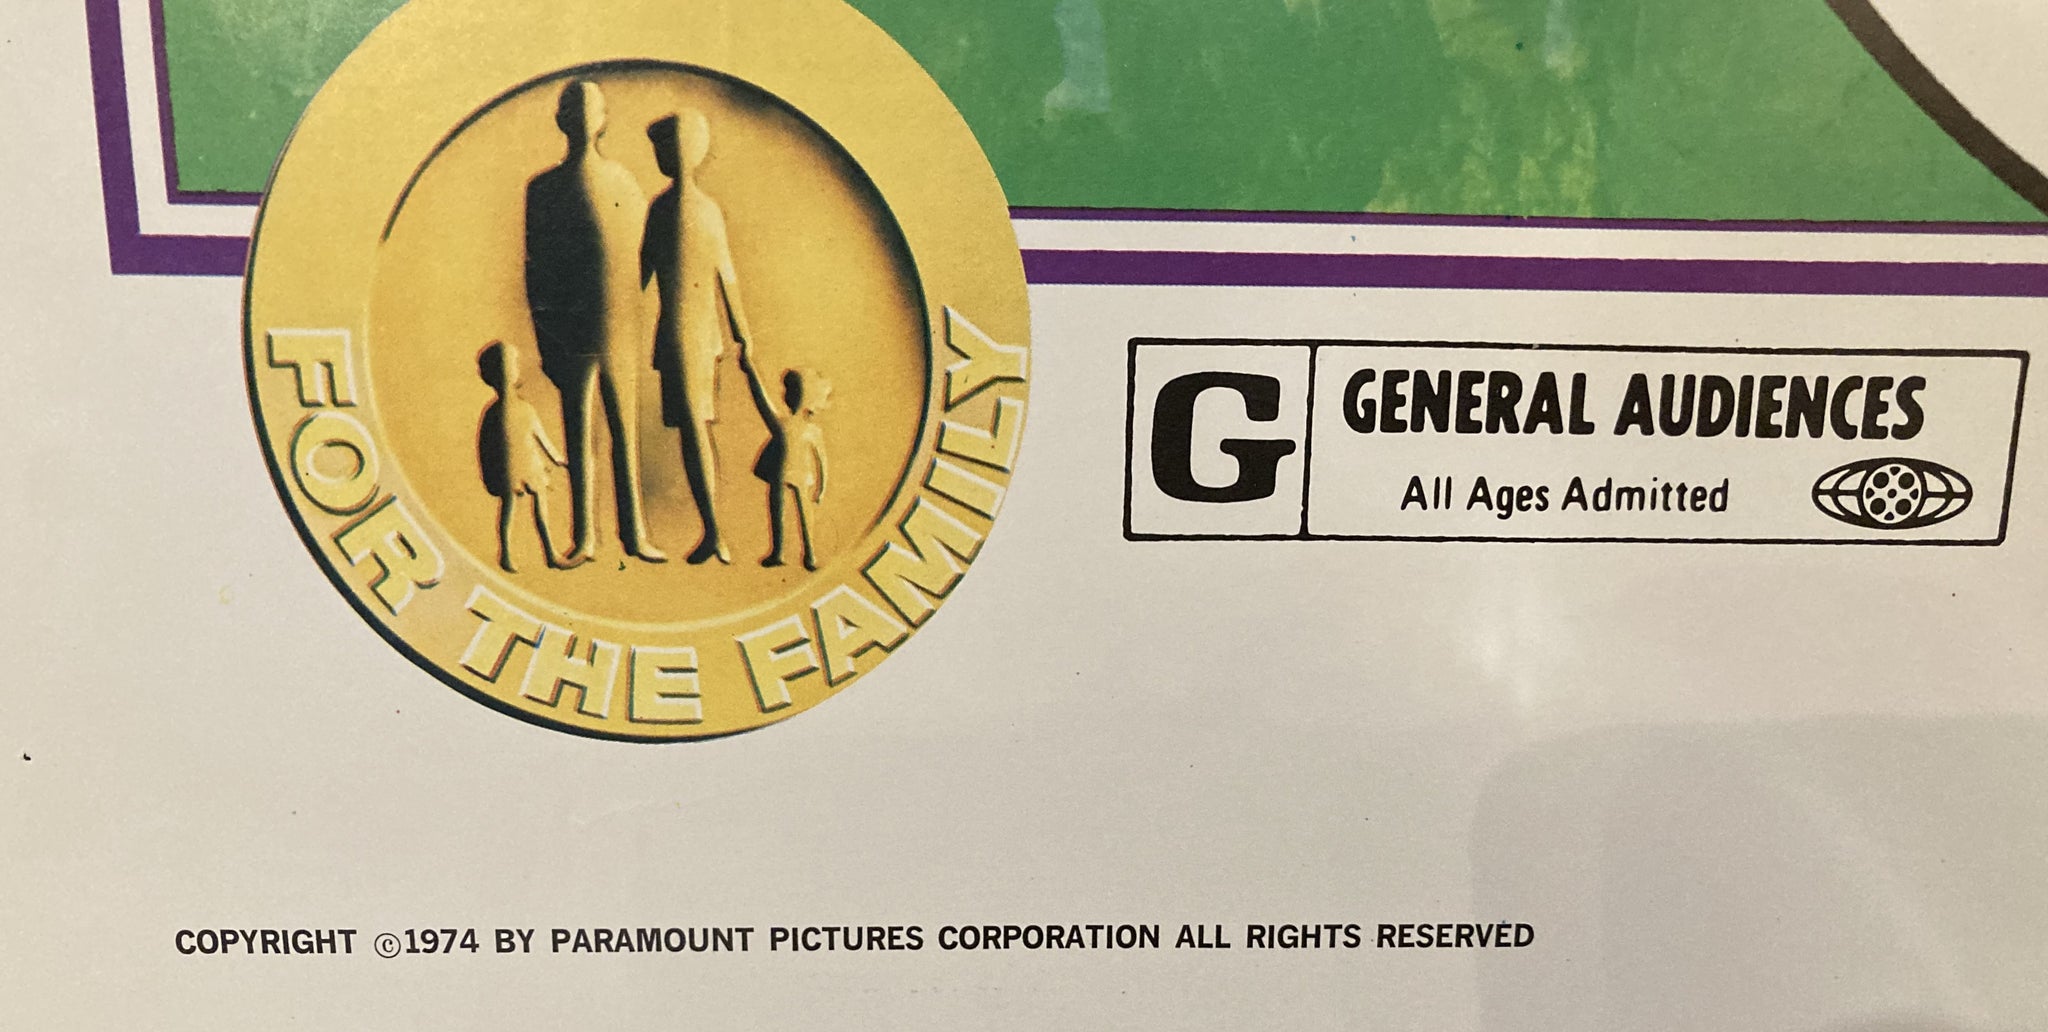 FOR THE FAMILY
G
GENERAL AUDIENCES
All Ages Admitted
COPYRIGHT ©1974 BY PARAMOUNT PICTURES CORPORATION ALL RIGHTS RESERVED